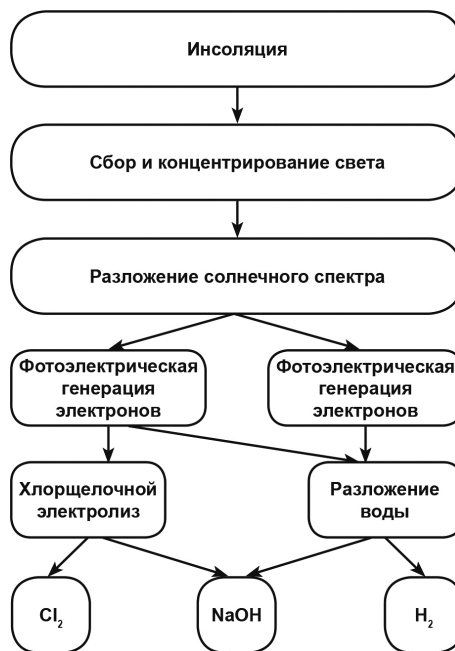 Инсоляция
Сбор и концентрирование света
Разложение солнечного спектра
Фотоэлектрическая
генерация
электронов
Фотоэлектрическая
генерация
электронов
Хлорщелочной
электролиз
Разложение
воды
Cl₂
NaOH
H₂